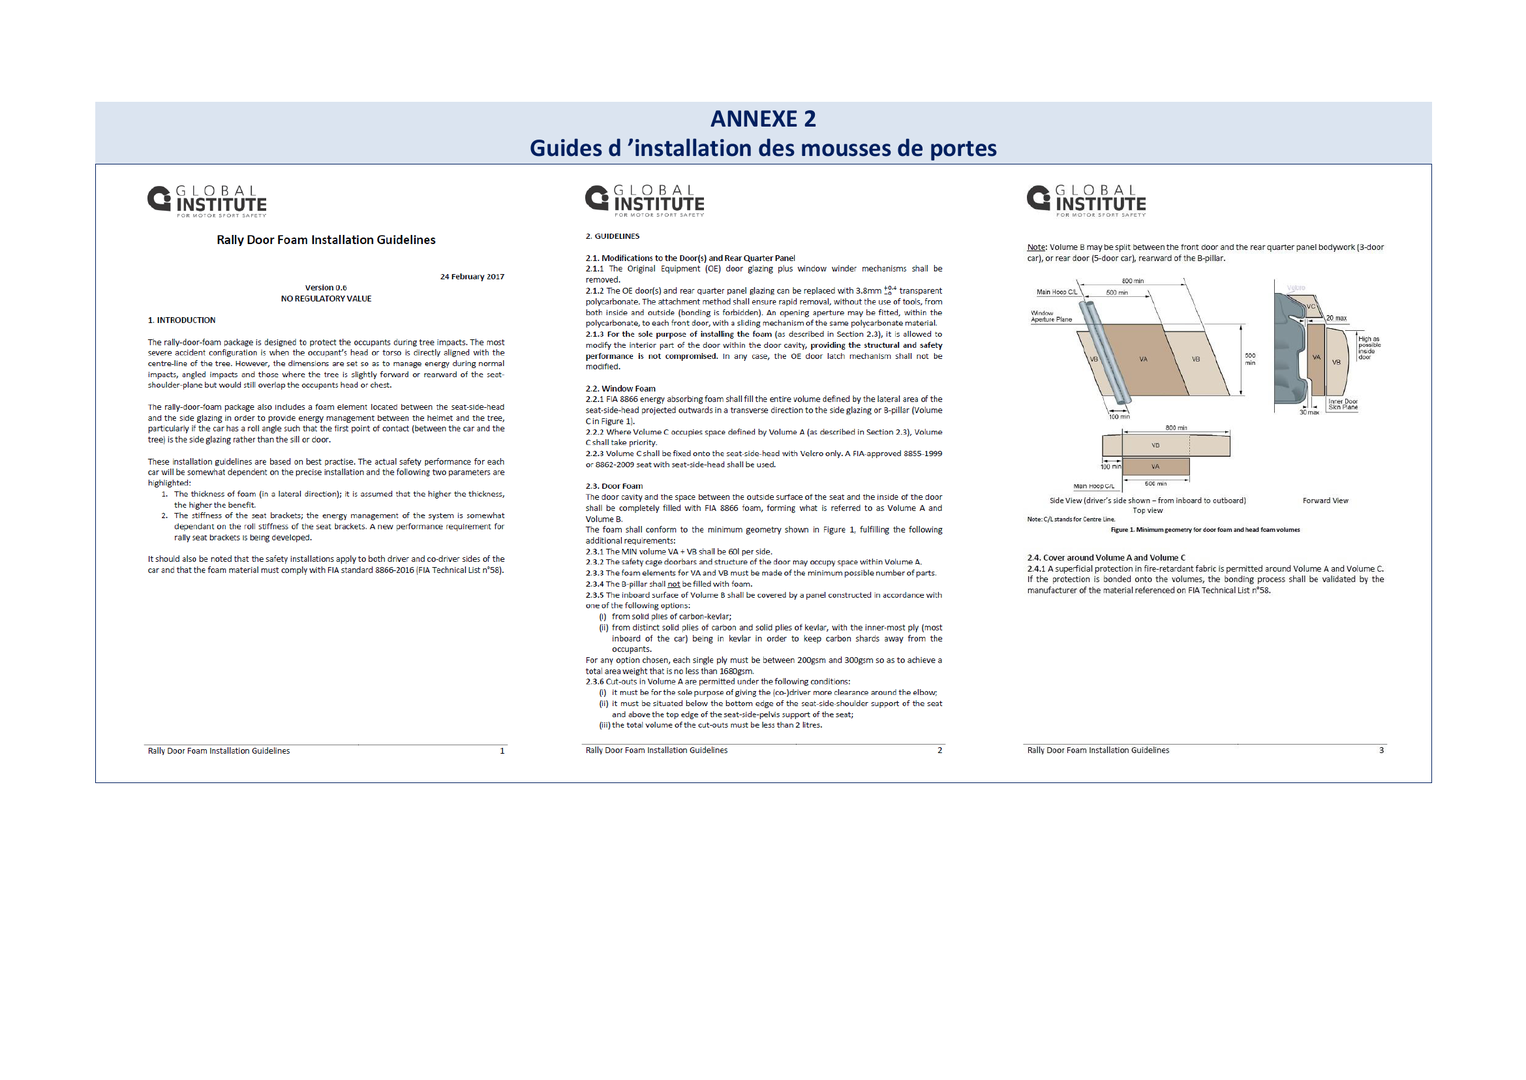 ANNEXE 2
Guides d ’installation des mousses de portes
GLOBAL
INSTITUTE
FOR MOTOR SPORT SAFETY
Rally Door Foam Installation Guidelines
24 February 2017
Version 0.6
NO REGULATORY VALUE
1. INTRODUCTION
The rally-door-foam package is designed to protect the occupants during tree impacts. The most
severe accident configuration is when the occupant's head or torso is directly aligned with the
centre-line of the tree. However, the dimensions are set so as to manage energy during normal
impacts, angled impacts and those where the tree is slightly forward or rearward of the seat-
shoulder-plane but would still overlap the occupants head or chest.
The rally-door-foam package also includes a foam element located between the seat-side-head
and the side glazing in order to provide energy management between the helmet and the tree,
particularly if the car has a roll angle such that the first point of contact (between the car and the
tree) is the side glazing rather than the sill or door.
These installation guidelines are based on best practise. The actual safety performance for each
car will be somewhat dependent on the precise installation and the following two parameters are
highlighted:
1. The thickness of foam (in a lateral direction); it is assumed that the higher the thickness,
the higher the benefit.
2. The stiffness of the seat brackets; the energy management of the system is somewhat
dependant on the roll stiffness of the seat brackets. A new performance requirement for
rally seat brackets is being developed.
It should also be noted that the safety installations apply to both driver and co-driver sides of the
car and that the foam material must comply with FIA standard 8866-2016 (FIA Technical List n°58).
Rally Door Foam Installation Guidelines 1
GLOBAL
INSTITUTE
FOR MOTOR SPORT SAFETY
2. GUIDELINES
2.1. Modifications to the Door(s) and Rear Quarter Panel
2.1.1 The Original Equipment (OE) door glazing plus window winder mechanisms shall be
removed.
2.1.2 The OE door(s) and rear quarter panel glazing can be replaced with 3.8mm +0.4 -0 transparent
polycarbonate. The attachment method shall ensure rapid removal, without the use of tools, from
both inside and outside (bonding is forbidden). An opening aperture may be fitted, within the
polycarbonate, to each front door, with a sliding mechanism of the same polycarbonate material.
2.1.3 For the sole purpose of installing the foam (as described in Section 2.3), it is allowed to
modify the interior part of the door within the door cavity, providing the structural and safety
performance is not compromised. In any case, the OE door latch mechanism shall not be
modified.
2.2. Window Foam
2.2.1 FIA 8866 energy absorbing foam shall fill the entire volume defined by the lateral area of the
seat-side-head projected outwards in a transverse direction to the side glazing or B-pillar (Volume
C in Figure 1).
2.2.2 Where Volume C occupies space defined by Volume A (as described in Section 2.3), Volume
C shall take priority.
2.2.3 Volume C shall be fixed onto the seat-side-head with Velcro only. A FIA-approved 8855-1999
or 8862-2009 seat with seat-side-head shall be used.
2.3. Door Foam
The door cavity and the space between the outside surface of the seat and the inside of the door
shall be completely filled with FIA 8866 foam, forming what is referred to as Volume A and
Volume B.
The foam shall conform to the minimum geometry shown in Figure 1, fulfilling the following
additional requirements:
2.3.1 The MIN volume VA + VB shall be 60l per side.
2.3.2 The safety cage doorbars and structure of the door may occupy space within Volume A.
2.3.3 The foam elements for VA and VB must be made of the minimum possible number of parts.
2.3.4 The B-pillar shall not be filled with foam.
2.3.5 The inboard surface of Volume B shall be covered by a panel constructed in accordance with
one of the following options:
(i) from solid plies of carbon-kevlar;
(ii) from distinct solid plies of carbon and solid plies of kevlar, with the inner-most ply (most
inboard of the car) being in kevlar in order to keep carbon shards away from the
occupants.
For any option chosen, each single ply must be between 200gsm and 300gsm so as to achieve a
total area weight that is no less than 1680gsm.
2.3.6 Cut-outs in Volume A are permitted under the following conditions:
(i) it must be for the sole purpose of giving the (co-)driver more clearance around the elbow;
(ii) it must be situated below the bottom edge of the seat-side-shoulder support of the seat
and above the top edge of the seat-side-pelvis support of the seat;
(iii) the total volume of the cut-outs must be less than 2 litres.
Rally Door Foam Installation Guidelines 2
GLOBAL
INSTITUTE
FOR MOTOR SPORT SAFETY
Note: Volume B may be split between the front door and the rear quarter panel bodywork (3-door
car), or rear door (5-door car), rearward of the B-pillar.
800 min
Main Hoop C/L
500 min
Window
Aperture Plane
VB
VA
VB
500
min
100 min
Velcro
VC
20 max
High as
possible
inside
door
VA
VB
Inner Door
Skin Plane
30 max
800 min
VB
100 min
VA
500 min
Main Hoop C/L
Side View (driver's side shown – from inboard to outboard) Forward View
Top view
Note: C/L stands for Centre Line.
Figure 1. Minimum geometry for door foam and head foam volumes
2.4. Cover around Volume A and Volume C
2.4.1 A superficial protection in fire-retardant fabric is permitted around Volume A and Volume C.
If the protection is bonded onto the volumes, the bonding process shall be validated by the
manufacturer of the material referenced on FIA Technical List n°58.
Rally Door Foam Installation Guidelines 3